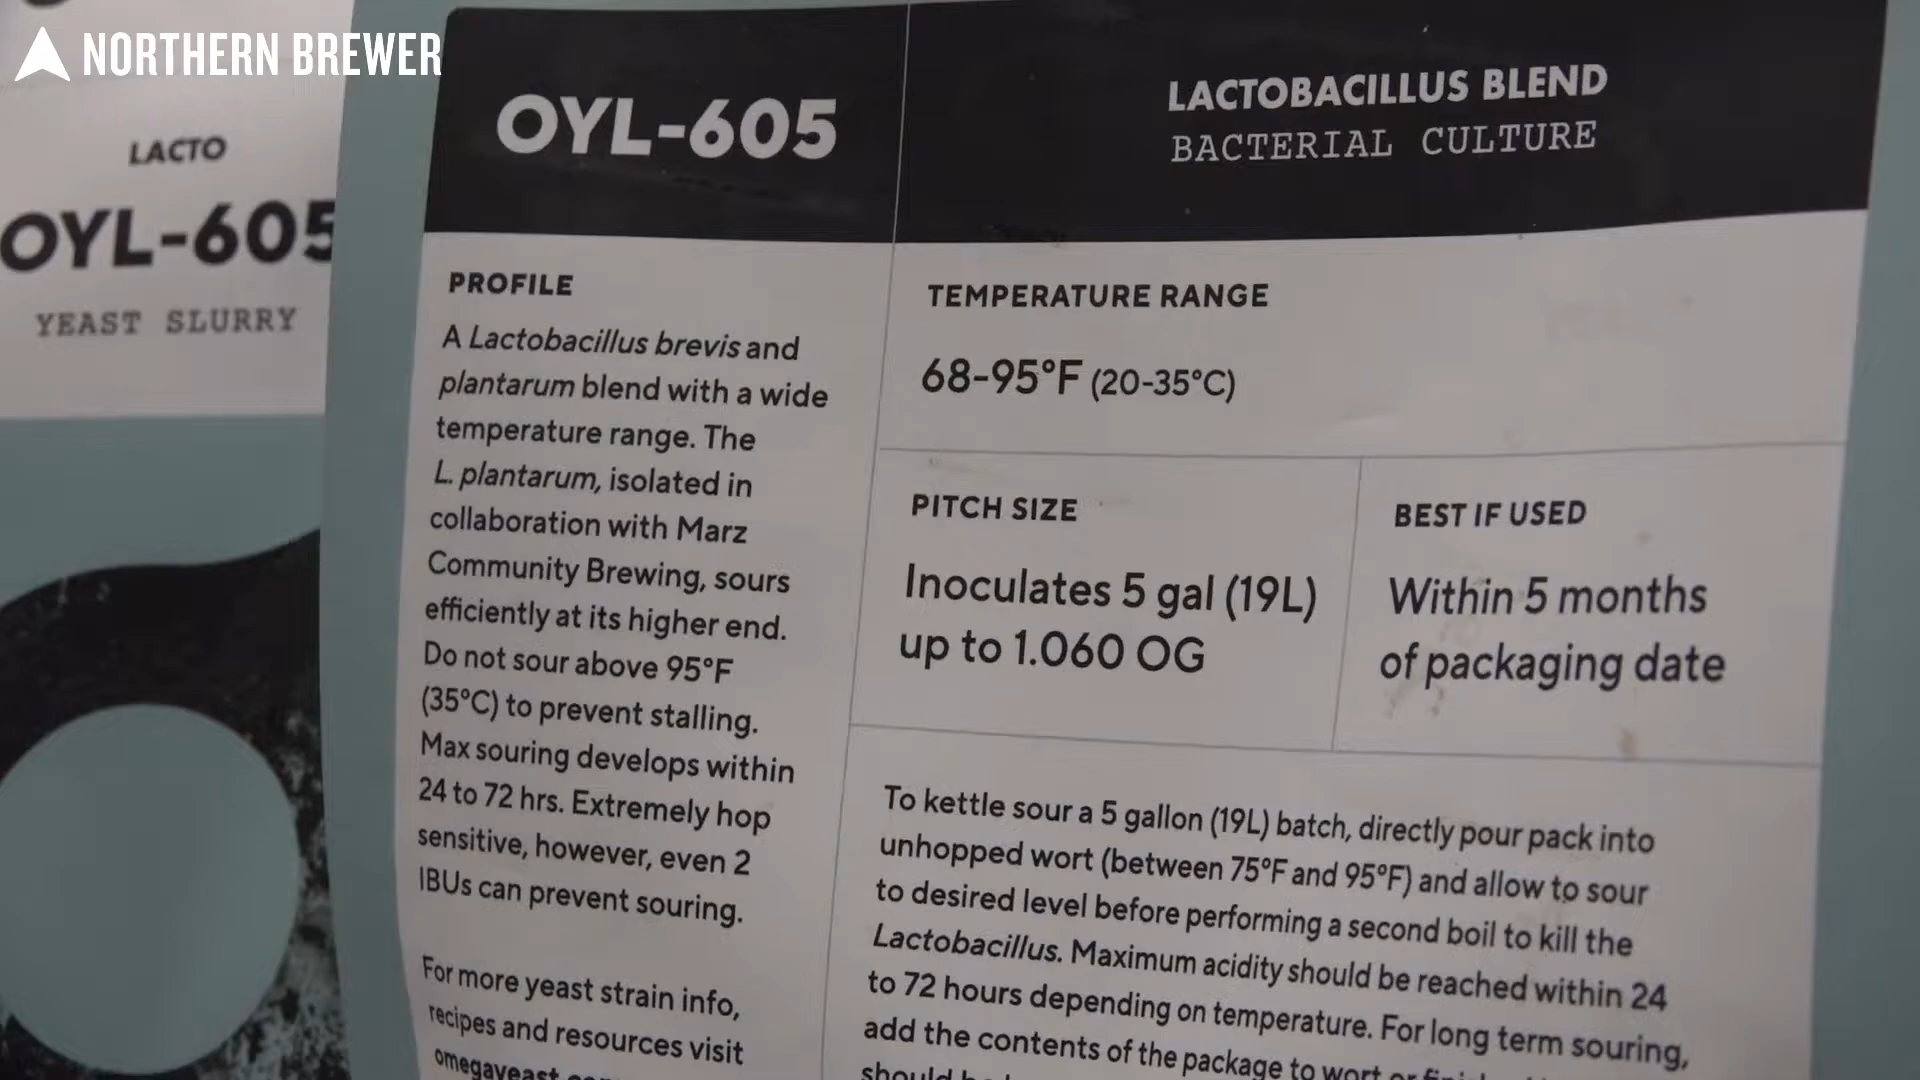 NORTHERN BREWER
LACTO
OYL-605
YEAST SLURRY
OYL-605
LACTOBACILLUS BLEND
BACTERIAL CULTURE
PROFILE
A Lactobacillus brevis and
plantarum blend with a wide
temperature range. The
L. plantarum, isolated in
collaboration with Marz
Community Brewing, sours
efficiently at its higher end.
Do not sour above 95°F
(35°C) to prevent stalling.
Max souring develops within
24 to 72 hrs. Extremely hop
sensitive, however, even 2
IBUs can prevent souring.
For more yeast strain info,
recipes and resources visit
TEMPERATURE RANGE
68-95°F (20-35°C)
PITCH SIZE
Inoculates 5 gal (19L)
up to 1.060 OG
BEST IF USED
Within 5 months
of packaging date
To kettle sour a 5 gallon (19L) batch, directly pour pack into
unhopped wort (between 75°F and 95°F) and allow to sour
to desired level before performing a second boil to kill the
Lactobacillus. Maximum acidity should be reached within 24
to 72 hours depending on temperature. For long term souring,
add the contents of the package to wort or
should